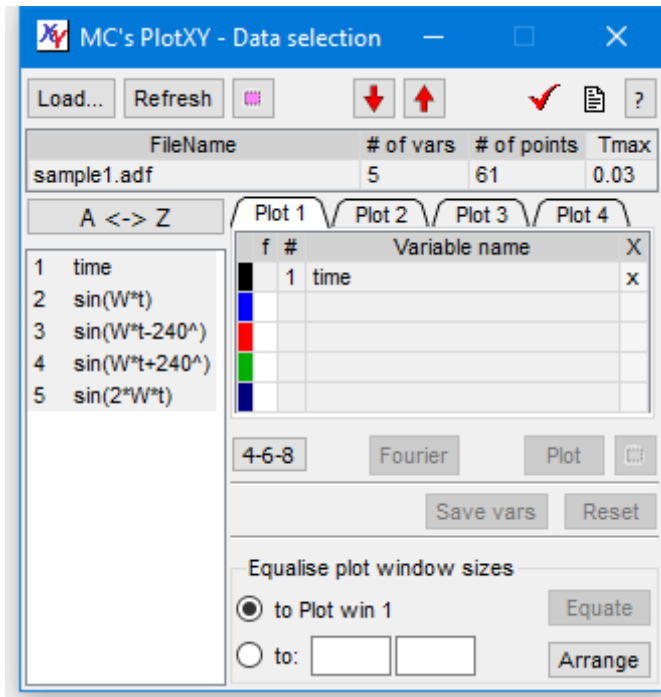 MC's PlotXY - Data selection
Load... Refresh ?
FileName # of vars # of points Tmax
sample1.adf 5 61 0.03
A <-> Z
Plot 1 Plot 2 Plot 3 Plot 4
f # Variable name X
1 time x
1 time
2 sin(W*t)
3 sin(W*t-240^)
4 sin(W*t+240^)
5 sin(2*W*t)
4-6-8 Fourier Plot
Save vars Reset
Equalise plot window sizes
to Plot win 1 Equate
to: Arrange